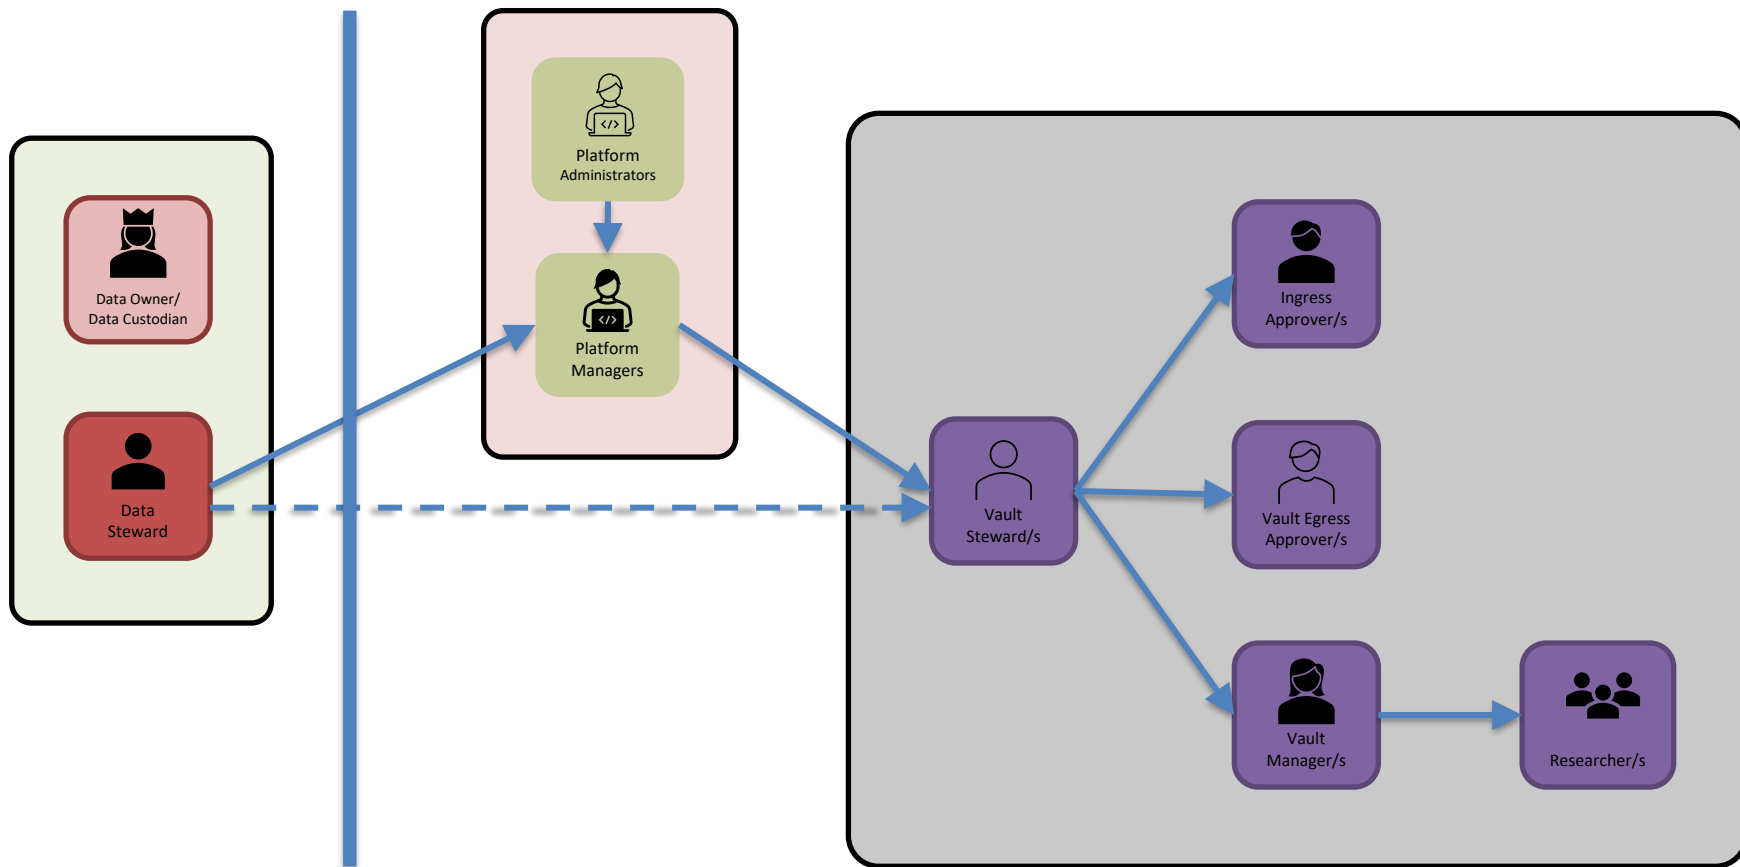 Platform
Administrators
Data Owner/
Data Custodian
Platform
Managers
Ingress
Approver/s
Data
Steward
Vault
Steward/s
Vault Egress
Approver/s
Vault
Manager/s
Researcher/s